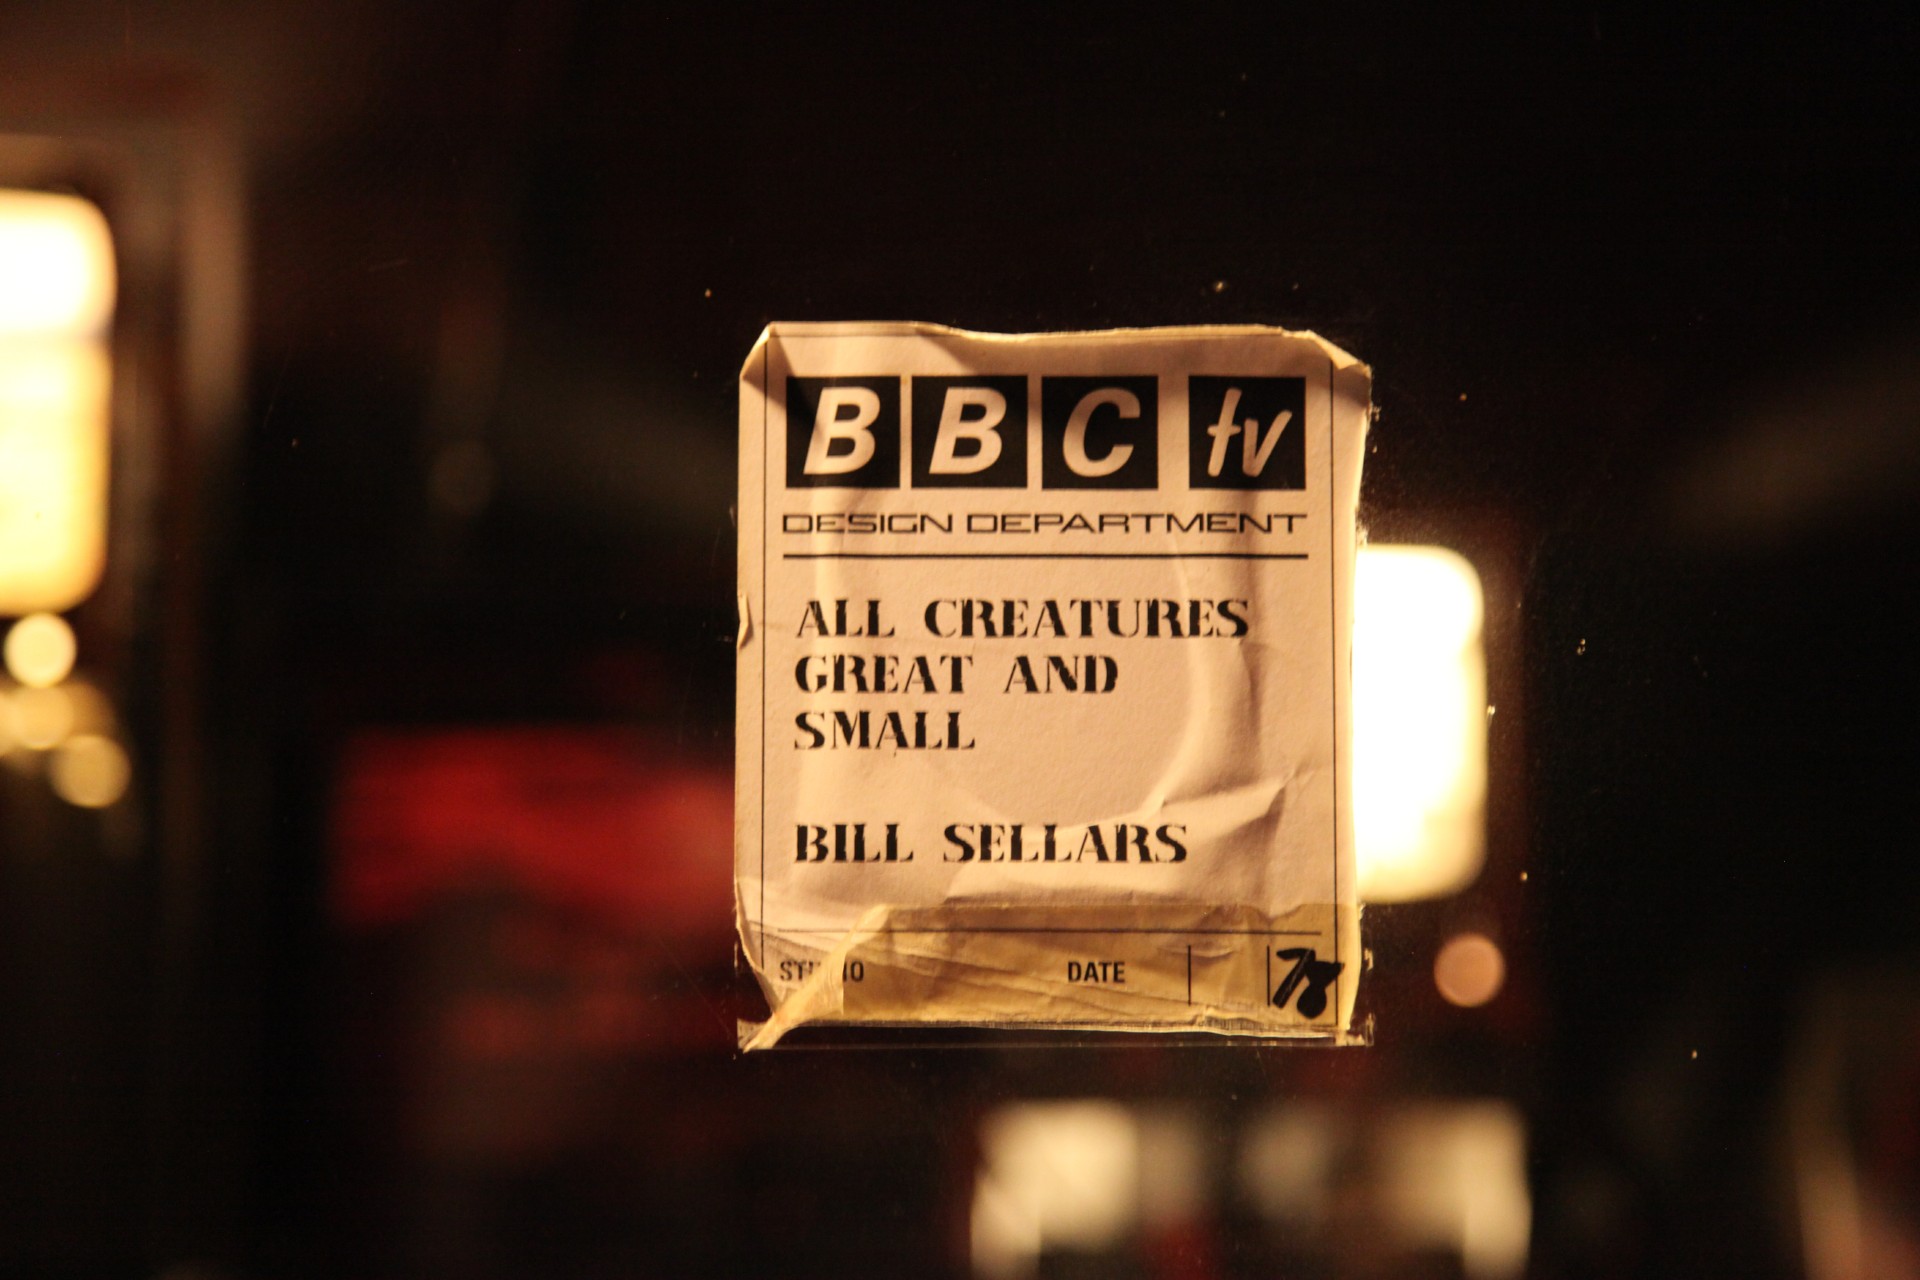 BBC tv
DESIGN DEPARTMENT
ALL CREATURES
GREAT AND
SMALL
BILL SELLARS
DATE 78